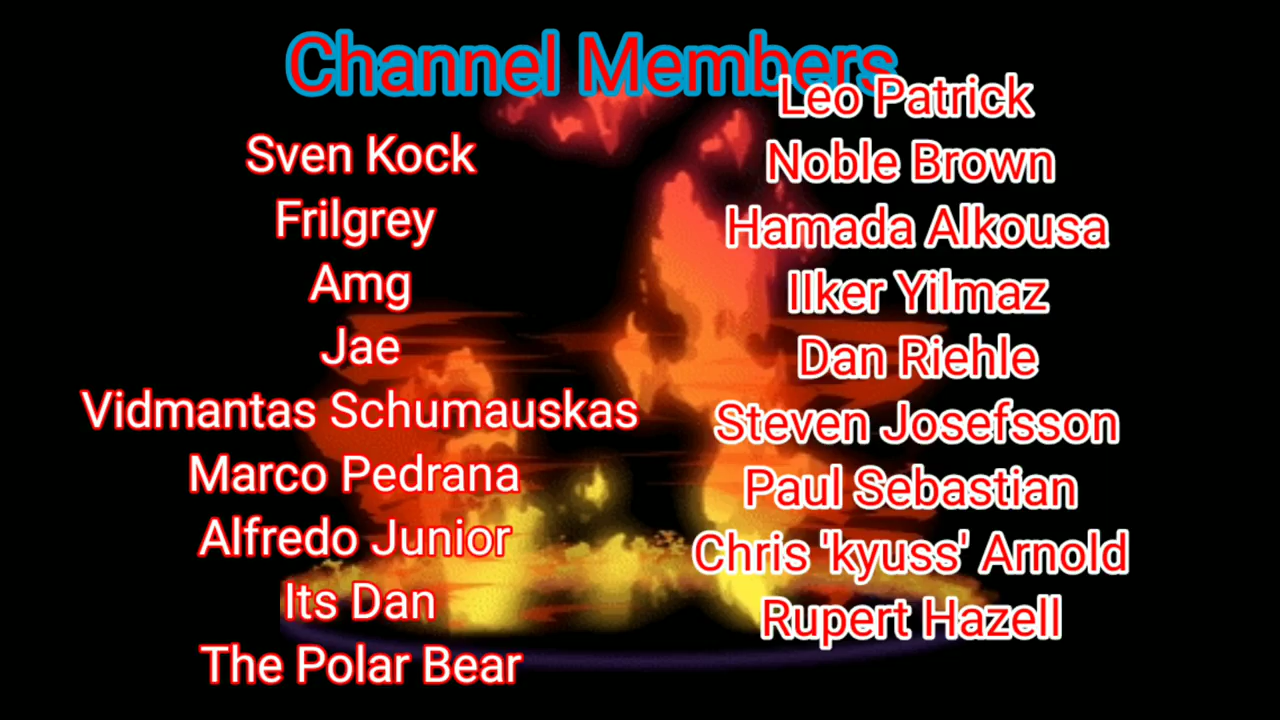 Channel Members
Sven Kock
Frilgrey
Amg
Jae
Vidmantas Schumauskas
Marco Pedrana
Alfredo Junior
Its Dan
The Polar Bear
Leo Patrick
Noble Brown
Hamada Alkousa
Ilker Yilmaz
Dan Riehle
Steven Josefsson
Paul Sebastian
Chris 'kyuss' Arnold
Rupert Hazell